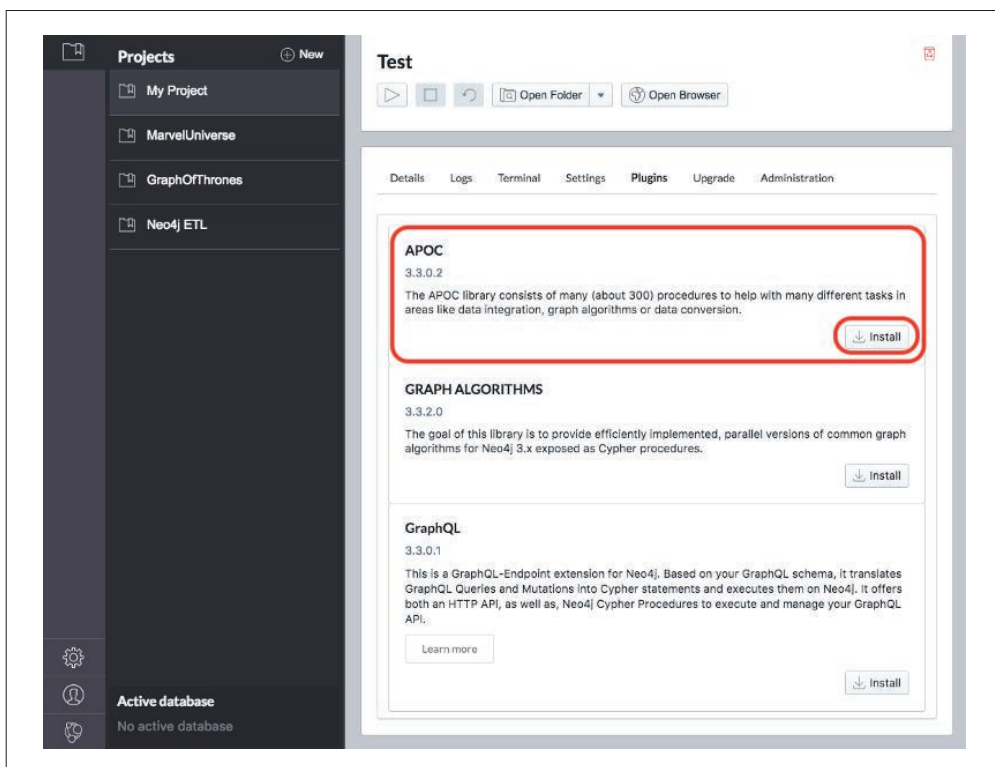 Projects
New
My Project
MarvelUniverse
GraphOfThrones
Neo4j ETL
Active database
No active database
Test
Open Folder
Open Browser
Details Logs Terminal Settings Plugins Upgrade Administration
APOC
3.3.0.2
The APOC library consists of many (about 300) procedures to help with many different tasks in
areas like data integration, graph algorithms or data conversion.
Install
GRAPH ALGORITHMS
3.3.2.0
The goal of this library is to provide efficiently implemented, parallel versions of common graph
algorithms for Neo4j 3.x exposed as Cypher procedures.
Install
GraphQL
3.3.0.1
This is a GraphQL-Endpoint extension for Neo4j. Based on your GraphQL schema, it translates
GraphQL Queries and Mutations into Cypher statements and executes them on Neo4j. It offers
both an HTTP API, as well as, Neo4j Cypher Procedures to execute and manage your GraphQL
API.
Learn more
Install